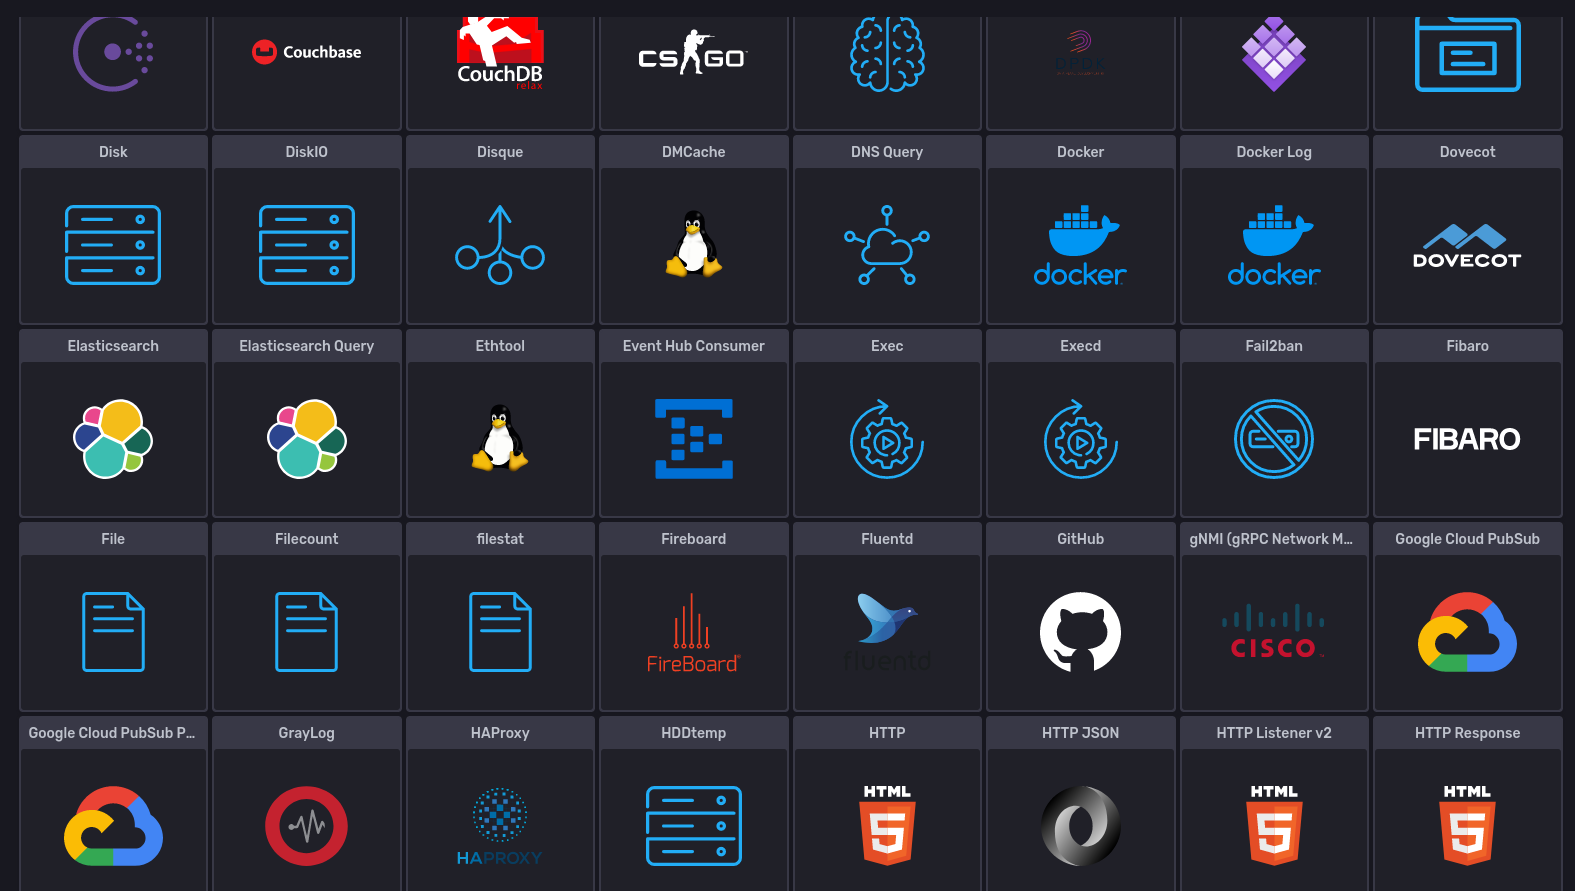 Couchbase
CouchDB
relax
CS GO
DPDK
Disk
DiskIO
Disque
DMCache
DNS Query
Docker
Docker Log
Dovecot
docker
docker
DOVECOT
Elasticsearch
Elasticsearch Query
Ethtool
Event Hub Consumer
Exec
Execd
Fail2ban
Fibaro
FIBARO
File
Filecount
filestat
Fireboard
Fluentd
GitHub
gNMI (gRPC Network M...
Google Cloud PubSub
FireBoard
fluentd
CISCO
Google Cloud PubSub P...
GrayLog
HAProxy
HDDtemp
HTTP
HTTP JSON
HTTP Listener v2
HTTP Response
HAPROXY
HTML
5
HTML
5
HTML
5